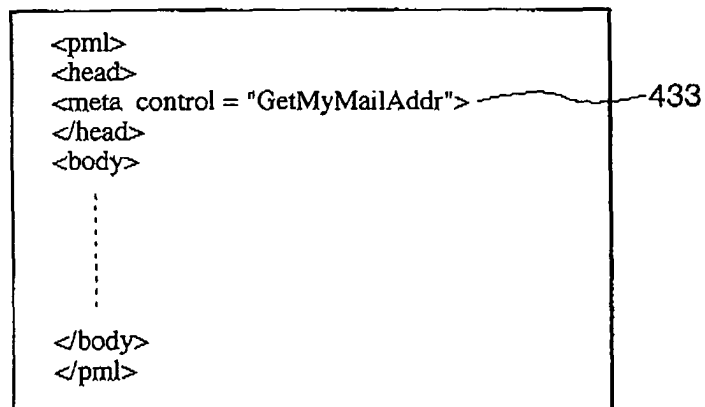 <pml>
<head>
<meta control = "GetMyMailAddr"> 433
</head>
<body>
</body>
</pml>